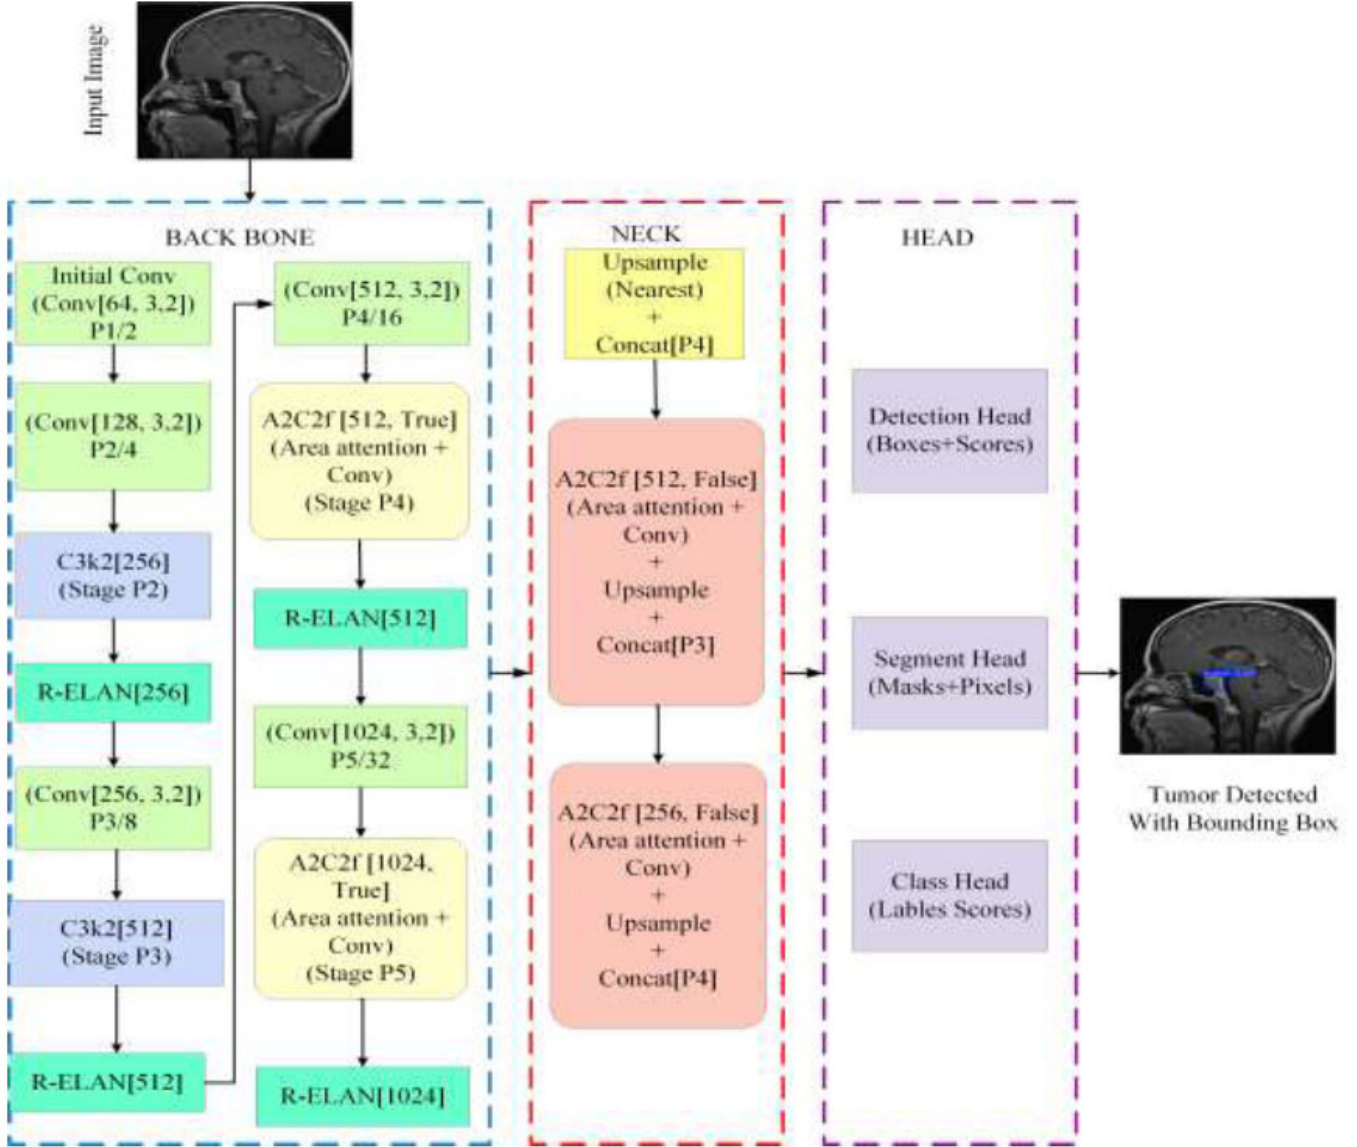 Input Image
BACK BONE
Initial Conv
(Conv[64, 3,2])
P1/2
(Conv[128, 3,2])
P2/4
C3k2[256]
(Stage P2)
R-ELAN[256]
(Conv[256, 3,2])
P3/8
C3k2[512]
(Stage P3)
R-ELAN[512]
(Conv[512, 3,2])
P4/16
A2C2f [512, True]
(Area attention +
Conv)
(Stage P4)
R-ELAN[512]
(Conv[1024, 3,2])
P5/32
A2C2f [1024,
True]
(Area attention +
Conv)
(Stage P5)
R-ELAN[1024]
NECK
Upsample
(Nearest)
+
Concat[P4]
A2C2f [512, False]
(Area attention +
Conv)
+
Upsample
+
Concat[P3]
A2C2f [256, False]
(Area attention +
Conv)
+
Upsample
+
Concat[P4]
HEAD
Detection Head
(Boxes+Scores)
Segment Head
(Masks+Pixels)
Class Head
(Lables Scores)
Tumor Detected
With Bounding Box